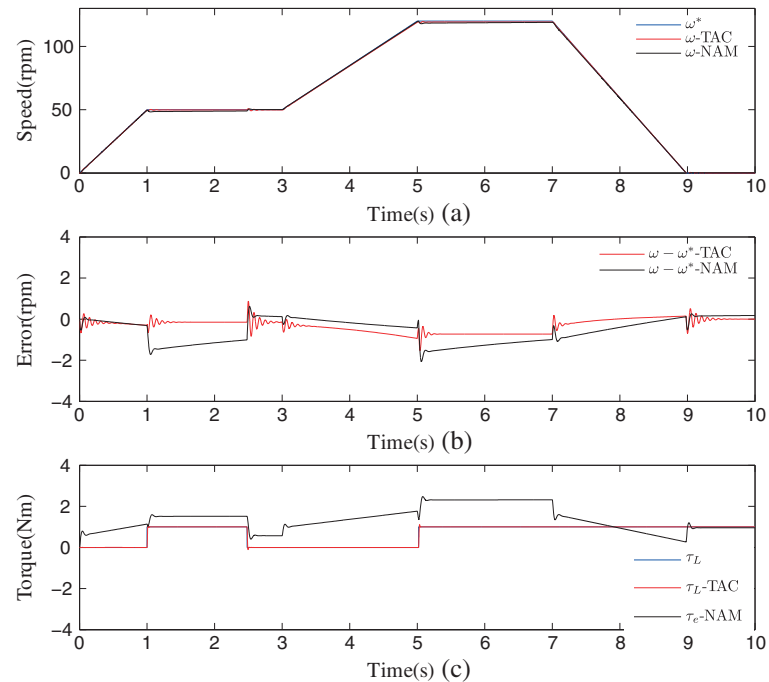 Speed(rpm)
100
50
0
ω*
ω-TAC
ω-NAM
0 1 2 3 4 5 6 7 8 9 10
Time(s) (a)
Error(rpm)
4
2
0
−2
−4
ω − ω*-TAC
ω − ω*-NAM
0 1 2 3 4 5 6 7 8 9 10
Time(s) (b)
Torque(Nm)
4
2
0
−2
−4
τL
τL-TAC
τe-NAM
0 1 2 3 4 5 6 7 8 9 10
Time(s) (c)